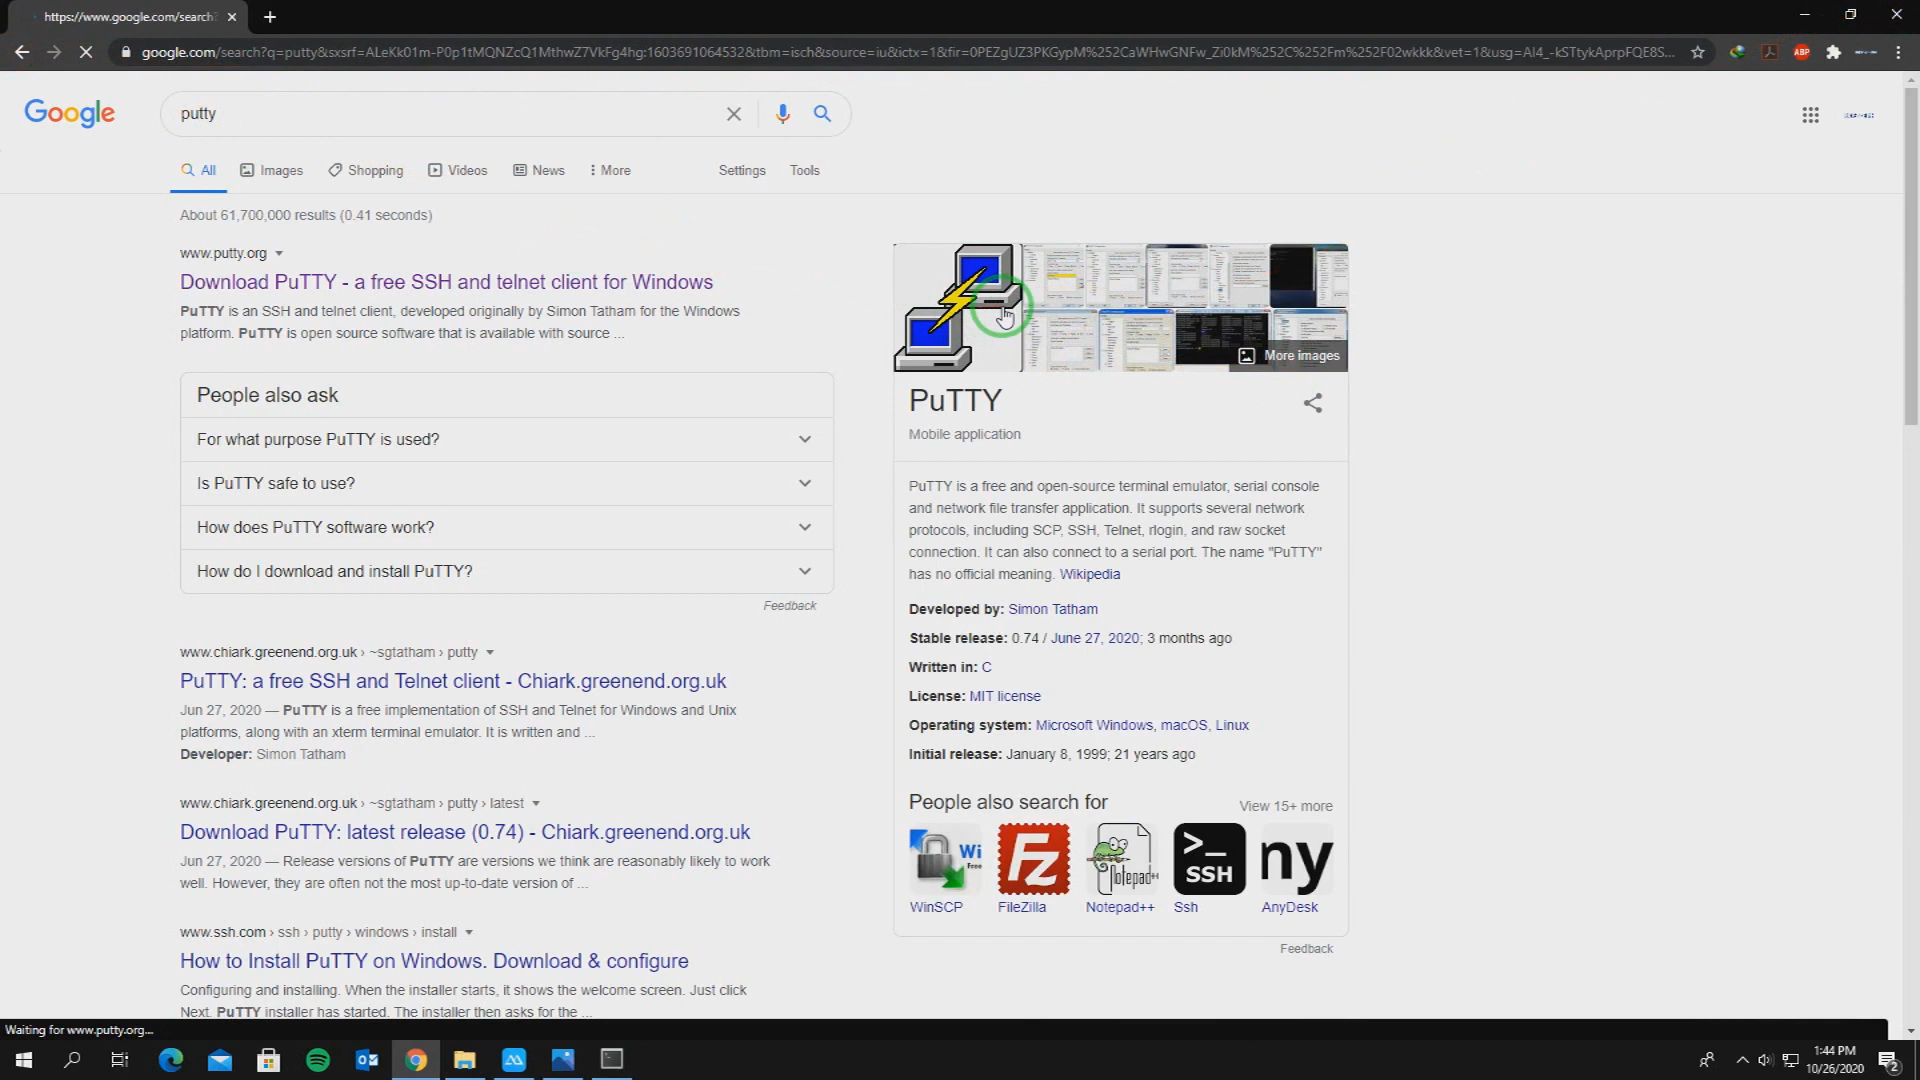 https://www.google.com/search?
google.com/search?q=putty&sxsrf=ALeKk01m-P0p1tMQNZcQ1MthwZ7VkFg4hg:1603691064532&tbm=isch&source=iu&ictx=1&fir=0PEZgUZ3PKGypM%252CaWHwGNFw_Zi0kM%252C%252Fm%252F02wkkk&vet=1&usg=AI4_-kSTtykAprpFQE8S...
ABP
Google
putty
All Images Shopping Videos News More Settings Tools
About 61,700,000 results (0.41 seconds)
www.putty.org
Download PuTTY - a free SSH and telnet client for Windows
PuTTY is an SSH and telnet client, developed originally by Simon Tatham for the Windows
platform. PuTTY is open source software that is available with source ...
People also ask
For what purpose PuTTY is used?
Is PuTTY safe to use?
How does PuTTY software work?
How do I download and install PuTTY?
Feedback
www.chiark.greenend.org.uk › ~sgtatham › putty
PuTTY: a free SSH and Telnet client - Chiark.greenend.org.uk
Jun 27, 2020 — PuTTY is a free implementation of SSH and Telnet for Windows and Unix
platforms, along with an xterm terminal emulator. It is written and ...
Developer: Simon Tatham
www.chiark.greenend.org.uk › ~sgtatham › putty › latest
Download PuTTY: latest release (0.74) - Chiark.greenend.org.uk
Jun 27, 2020 — Release versions of PuTTY are versions we think are reasonably likely to work
well. However, they are often not the most up-to-date version of ...
www.ssh.com › ssh › putty › windows › install
How to Install PuTTY on Windows. Download & configure
Configuring and installing. When the installer starts, it shows the welcome screen. Just click
Next. PuTTY installer has started. The installer then asks for the ...
More images
PuTTY
Mobile application
PuTTY is a free and open-source terminal emulator, serial console
and network file transfer application. It supports several network
protocols, including SCP, SSH, Telnet, rlogin, and raw socket
connection. It can also connect to a serial port. The name "PuTTY"
has no official meaning. Wikipedia
Developed by: Simon Tatham
Stable release: 0.74 / June 27, 2020; 3 months ago
Written in: C
License: MIT license
Operating system: Microsoft Windows, macOS, Linux
Initial release: January 8, 1999; 21 years ago
People also search for View 15+ more
Wi
Free
Fz
Notepad++
>_
SSH
ny
WinSCP FileZilla Notepad++ Ssh AnyDesk
Feedback
Waiting for www.putty.org...
1:44 PM
10/26/2020
2